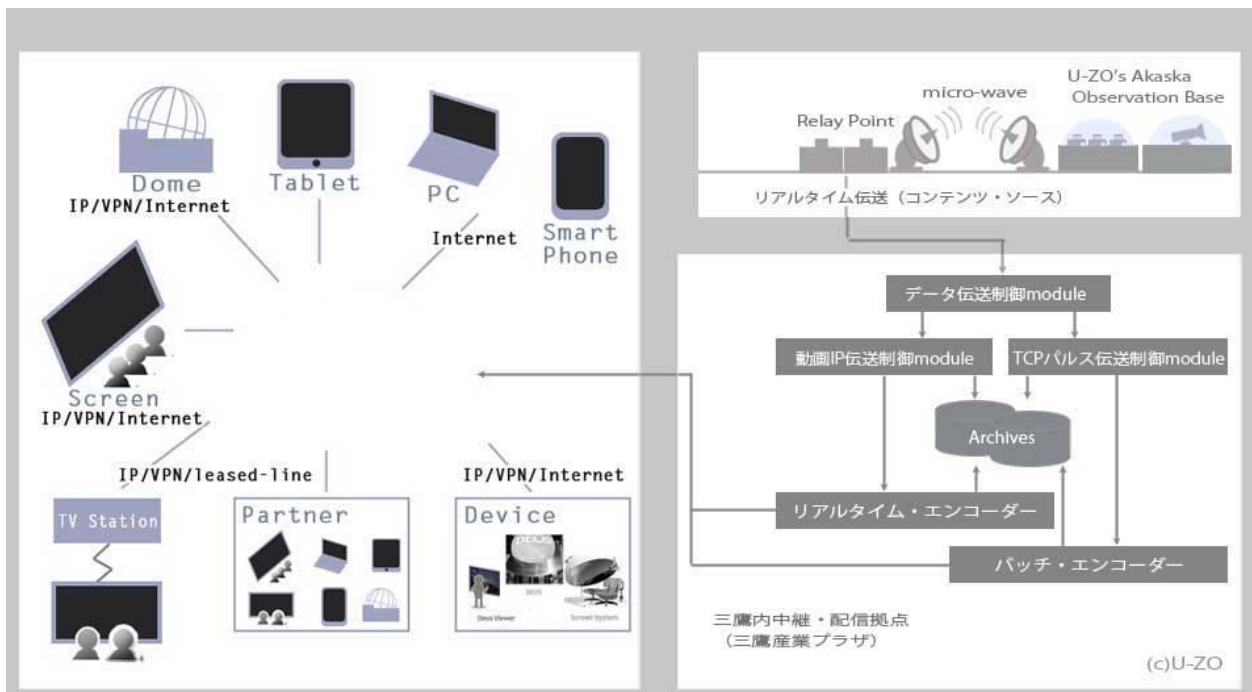 Dome
IP/VPN/Internet
Tablet
PC
Internet
Smart
Phone
Screen
IP/VPN/Internet
IP/VPN/leased-line
IP/VPN/Internet
TV Station
Partner
Device
DEOS
Deos Viewer
DEOS
Screen System
U-ZO's Akaska
Observation Base
micro-wave
Relay Point
リアルタイム伝送（コンテンツ・ソース）
データ伝送制御module
動画IP伝送制御module
TCPパルス伝送制御module
Archives
リアルタイム・エンコーダー
バッチ・エンコーダー
三鷹内中継・配信拠点
（三鷹産業プラザ）
(c)U-ZO